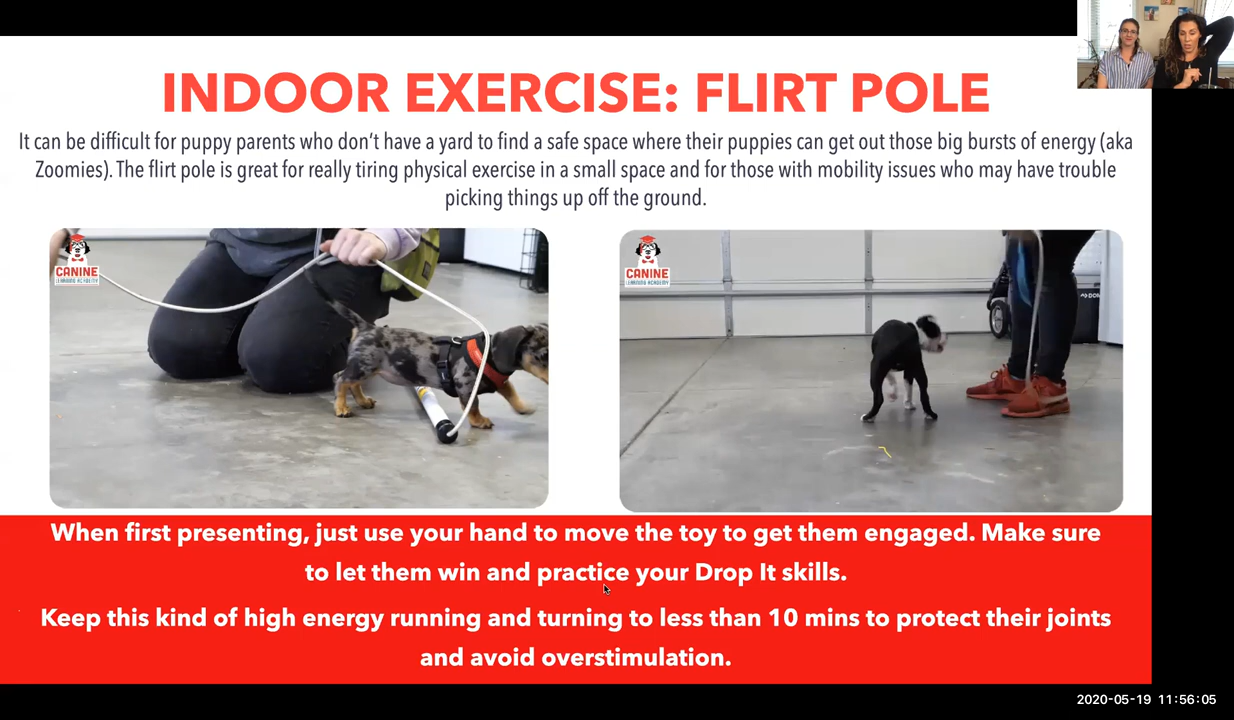 INDOOR EXERCISE: FLIRT POLE
It can be difficult for puppy parents who don't have a yard to find a safe space where their puppies can get out those big bursts of energy (aka
Zoomies). The flirt pole is great for really tiring physical exercise in a small space and for those with mobility issues who may have trouble
picking things up off the ground.
CANINE
LEARNING ACADEMY
CANINE
LEARNING ACADEMY
When first presenting, just use your hand to move the toy to get them engaged. Make sure
to let them win and practice your Drop It skills.
Keep this kind of high energy running and turning to less than 10 mins to protect their joints
and avoid overstimulation.
2020-05-19 11:56:05